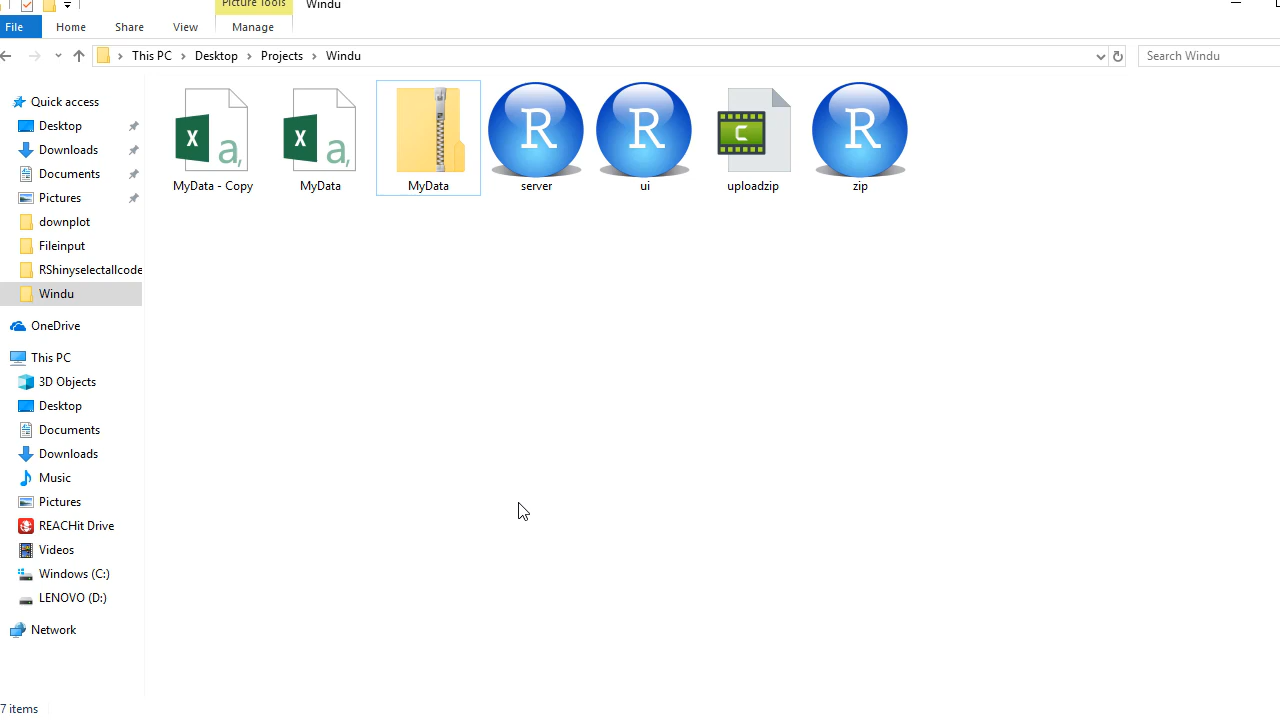 Picture Tools Windu
File Home Share View Manage
This PC Desktop Projects Windu Search Windu
Quick access
Desktop
Downloads
Documents
Pictures
downplot
Fileinput
RShinyselectallcode
Windu
OneDrive
This PC
3D Objects
Desktop
Documents
Downloads
Music
Pictures
REACHit Drive
Videos
Windows (C:)
LENOVO (D:)
Network
X a, X a, R R C R
MyData - Copy MyData MyData server ui uploadzip zip
7 items